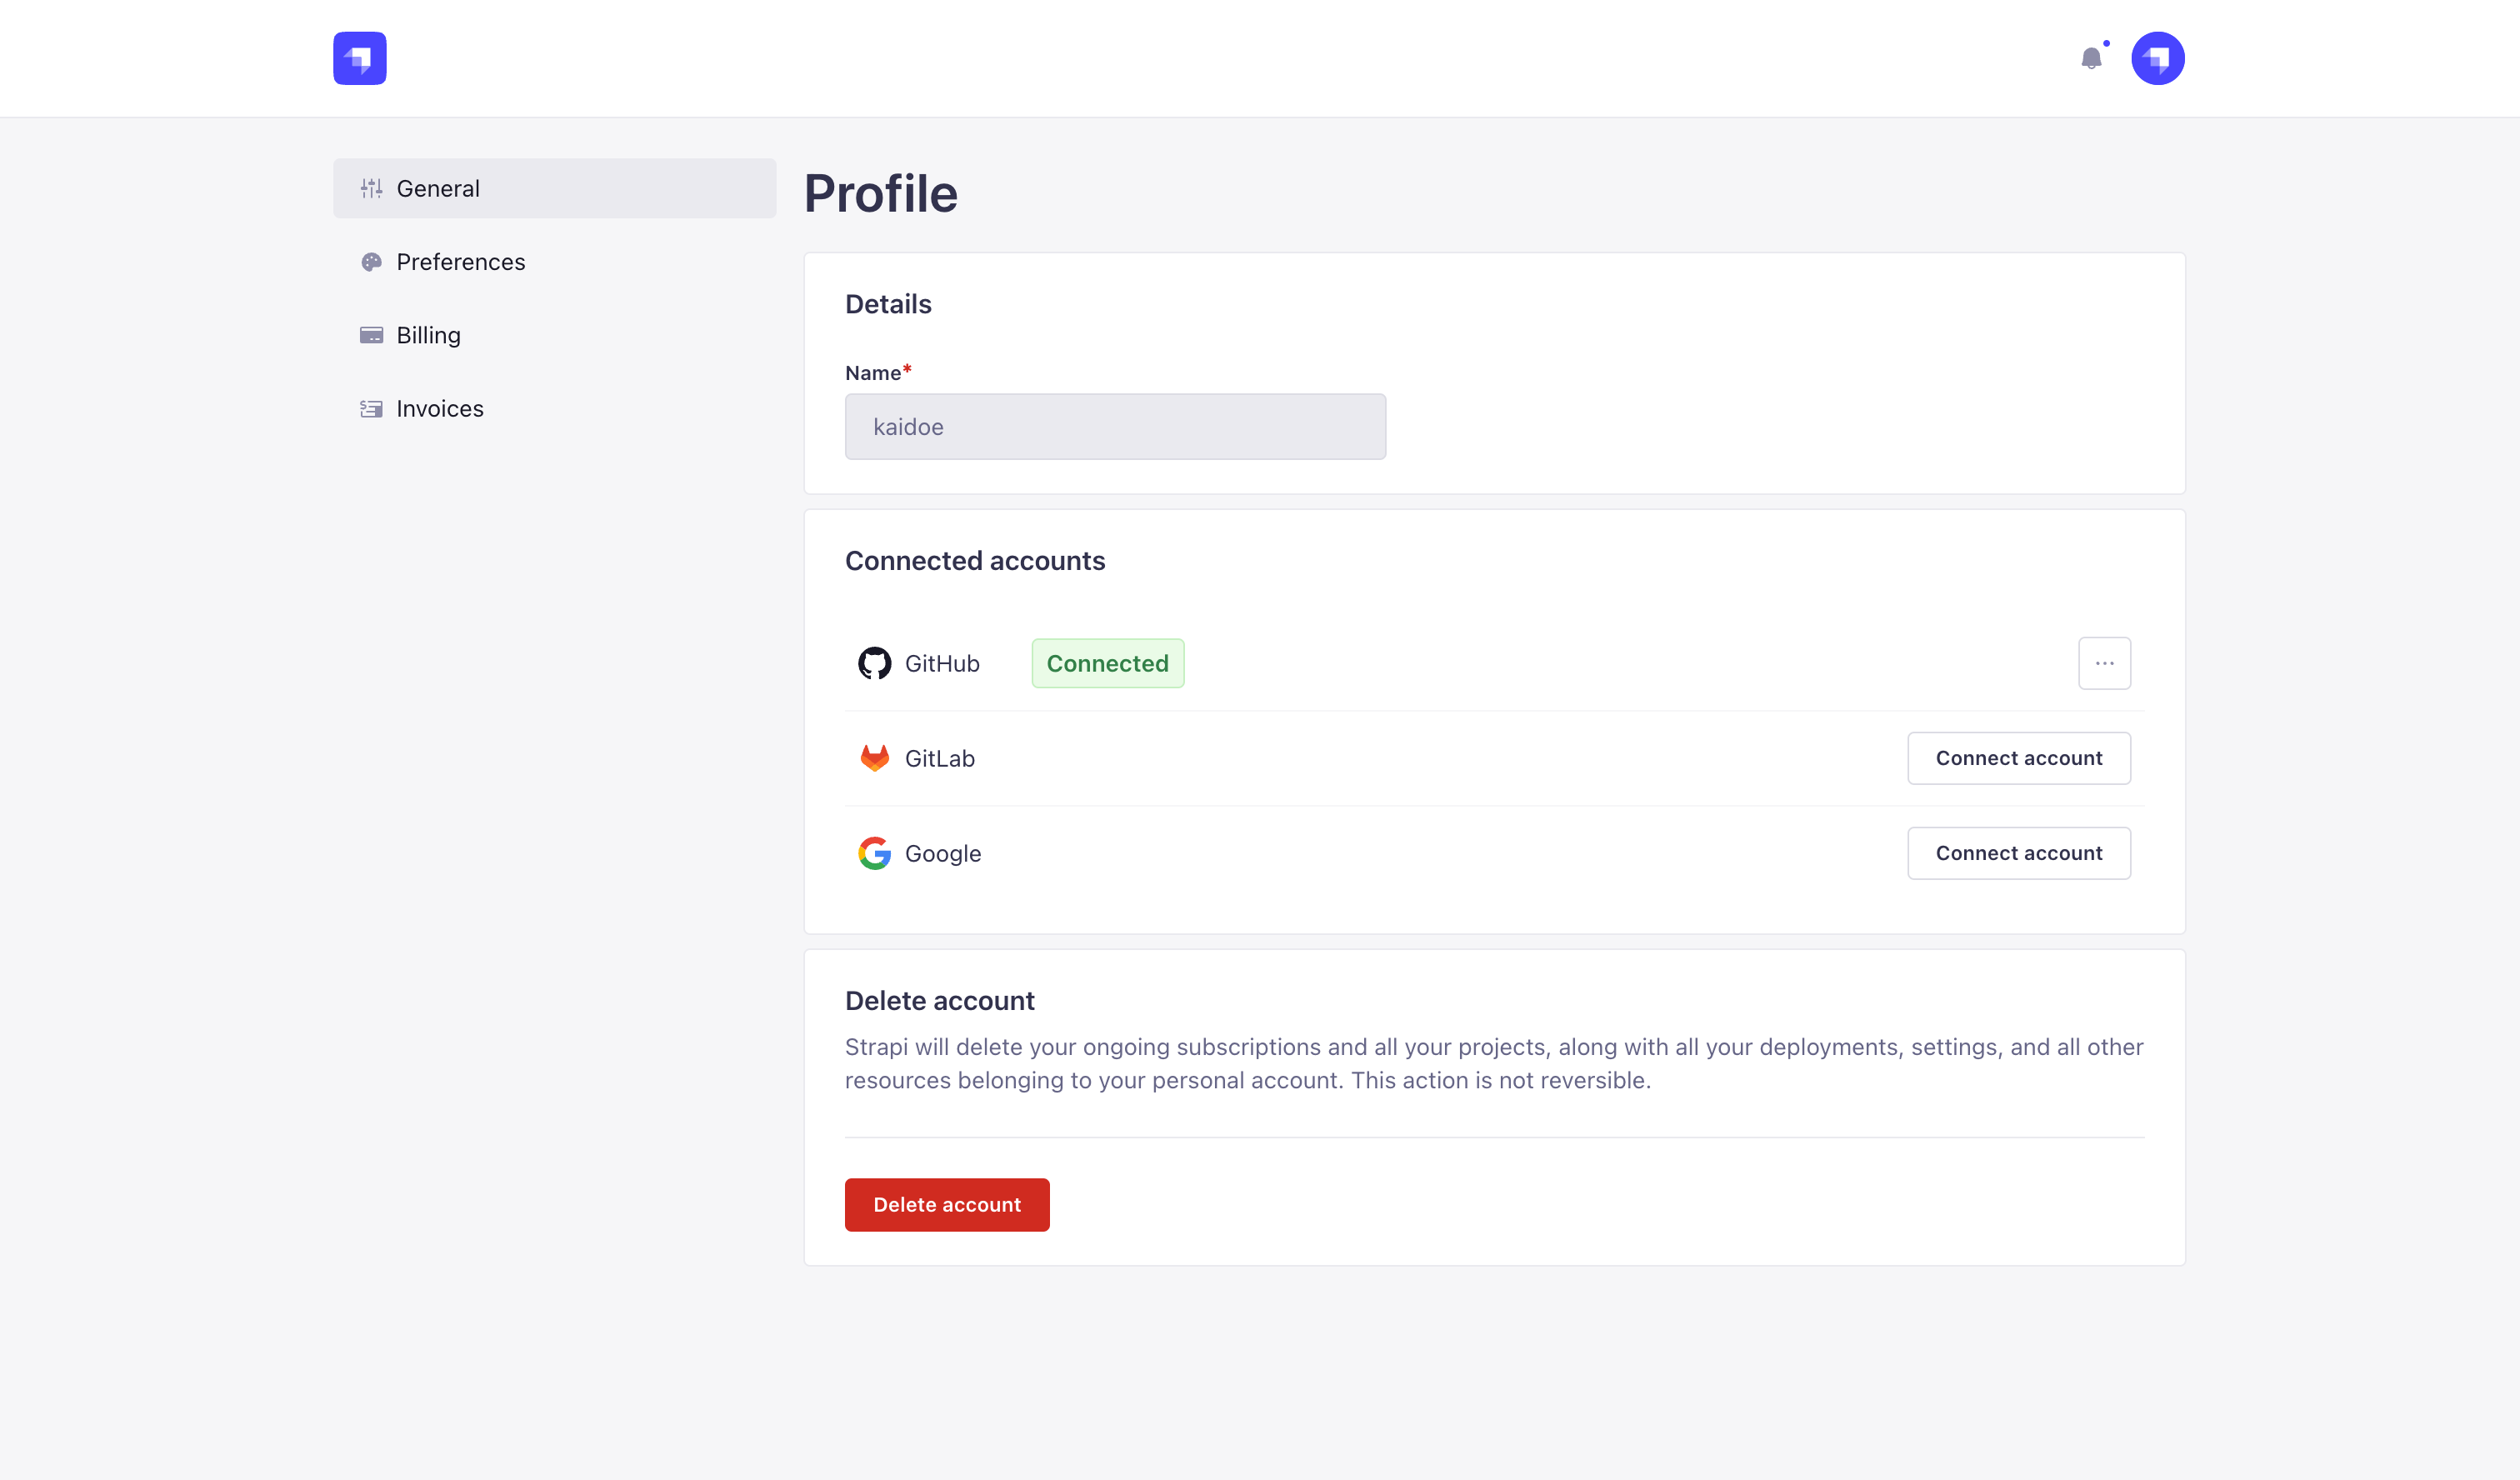 General
Preferences
Billing
Invoices
Profile
Details
Name*
kaidoe
Connected accounts
GitHub Connected
GitLab Connect account
Google Connect account
Delete account
Strapi will delete your ongoing subscriptions and all your projects, along with all your deployments, settings, and all other
resources belonging to your personal account. This action is not reversible.
Delete account